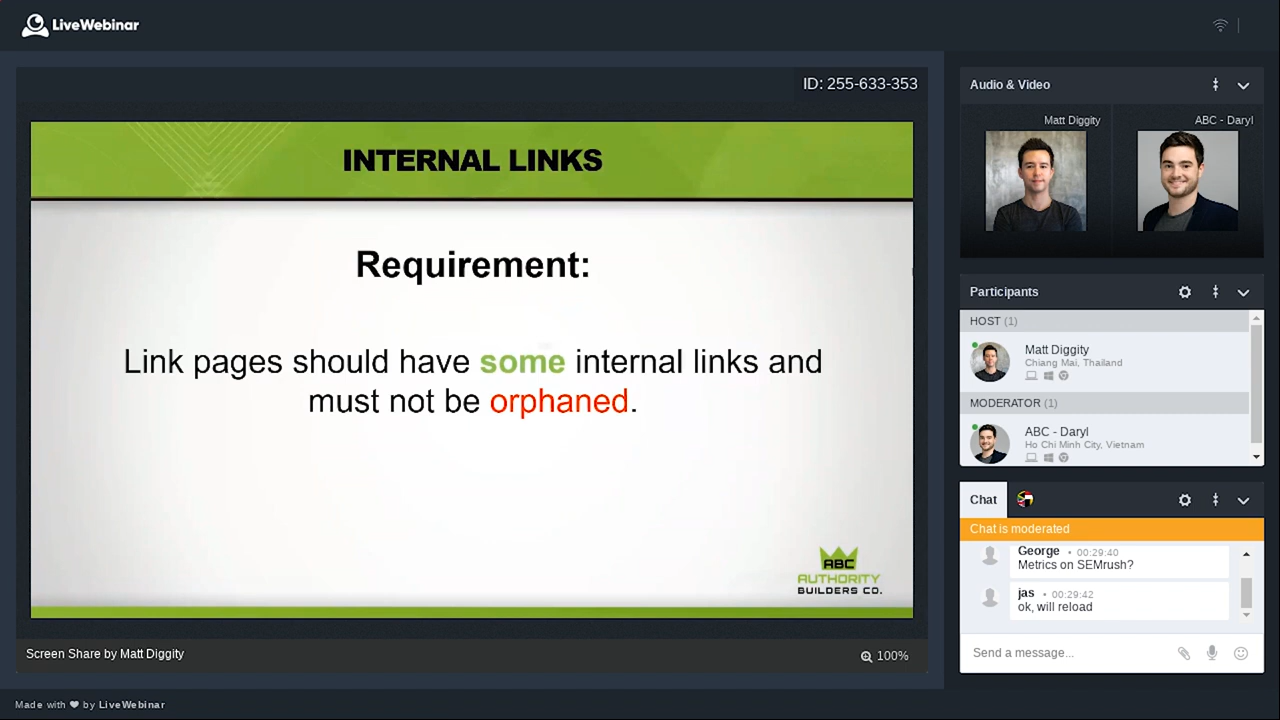 LiveWebinar
ID: 255-633-353
INTERNAL LINKS
Requirement:
Link pages should have some internal links and
must not be orphaned.
ABC
AUTHORITY
BUILDERS CO.
Screen Share by Matt Diggity
100%
Audio & Video
Matt Diggity
ABC - Daryl
Participants
HOST (1)
Matt Diggity
Chiang Mai, Thailand
MODERATOR (1)
ABC - Daryl
Ho Chi Minh City, Vietnam
Chat
Chat is moderated
George • 00:29:40
Metrics on SEMrush?
jas • 00:29:42
ok, will reload
Send a message...
Made with ❤ by LiveWebinar